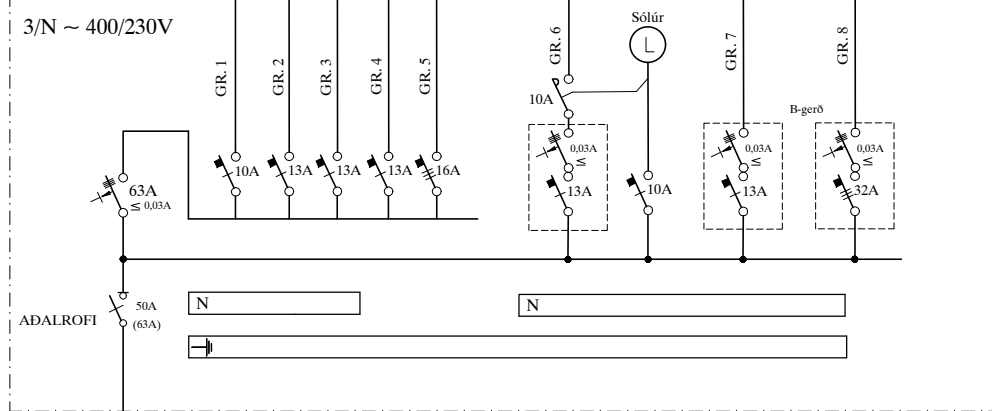 3/N ~ 400/230V
Sólúr
L
GR. 1
GR. 2
GR. 3
GR. 4
GR. 5
GR. 6
GR. 7
GR. 8
10A
B-gerð
0,03A
≤
0,03A
≤
0,03A
≤
63A
≤ 0,03A
10A
13A
13A
13A
16A
13A
10A
13A
32A
N
N
AÐALROFI
50A
(63A)